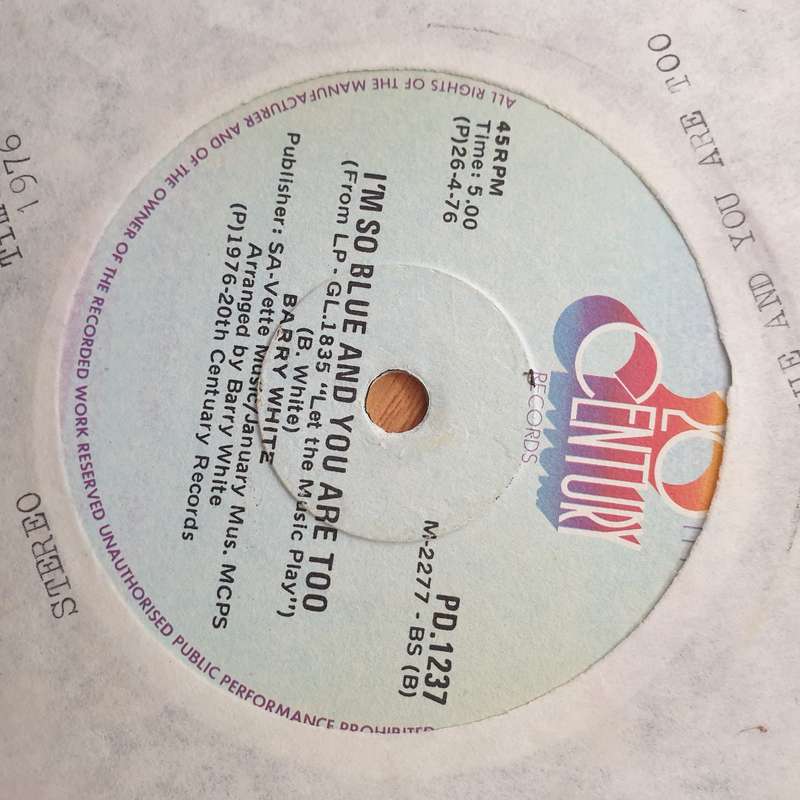 20TH
CENTURY
RECORDS
45RPM
Time: 5.00
(P)26-4-76
PD.1237
M-2277 - BS (B)
I'M SO BLUE AND YOU ARE TOO
(From LP - GL.1835 "Let the Music Play")
(B. White)
BARRY WHITE
Publisher: SA-Vette Music/January Mus. MCPS
Arranged by Barry White
(P)1976-20th Centuary Records
ALL RIGHTS OF THE MANUFACTURER AND OF THE OWNER OF THE RECORDED WORK RESERVED UNAUTHORISED PUBLIC PERFORMANCE PROHIBITED
AND YOU ARE TOO
STEREO
1976